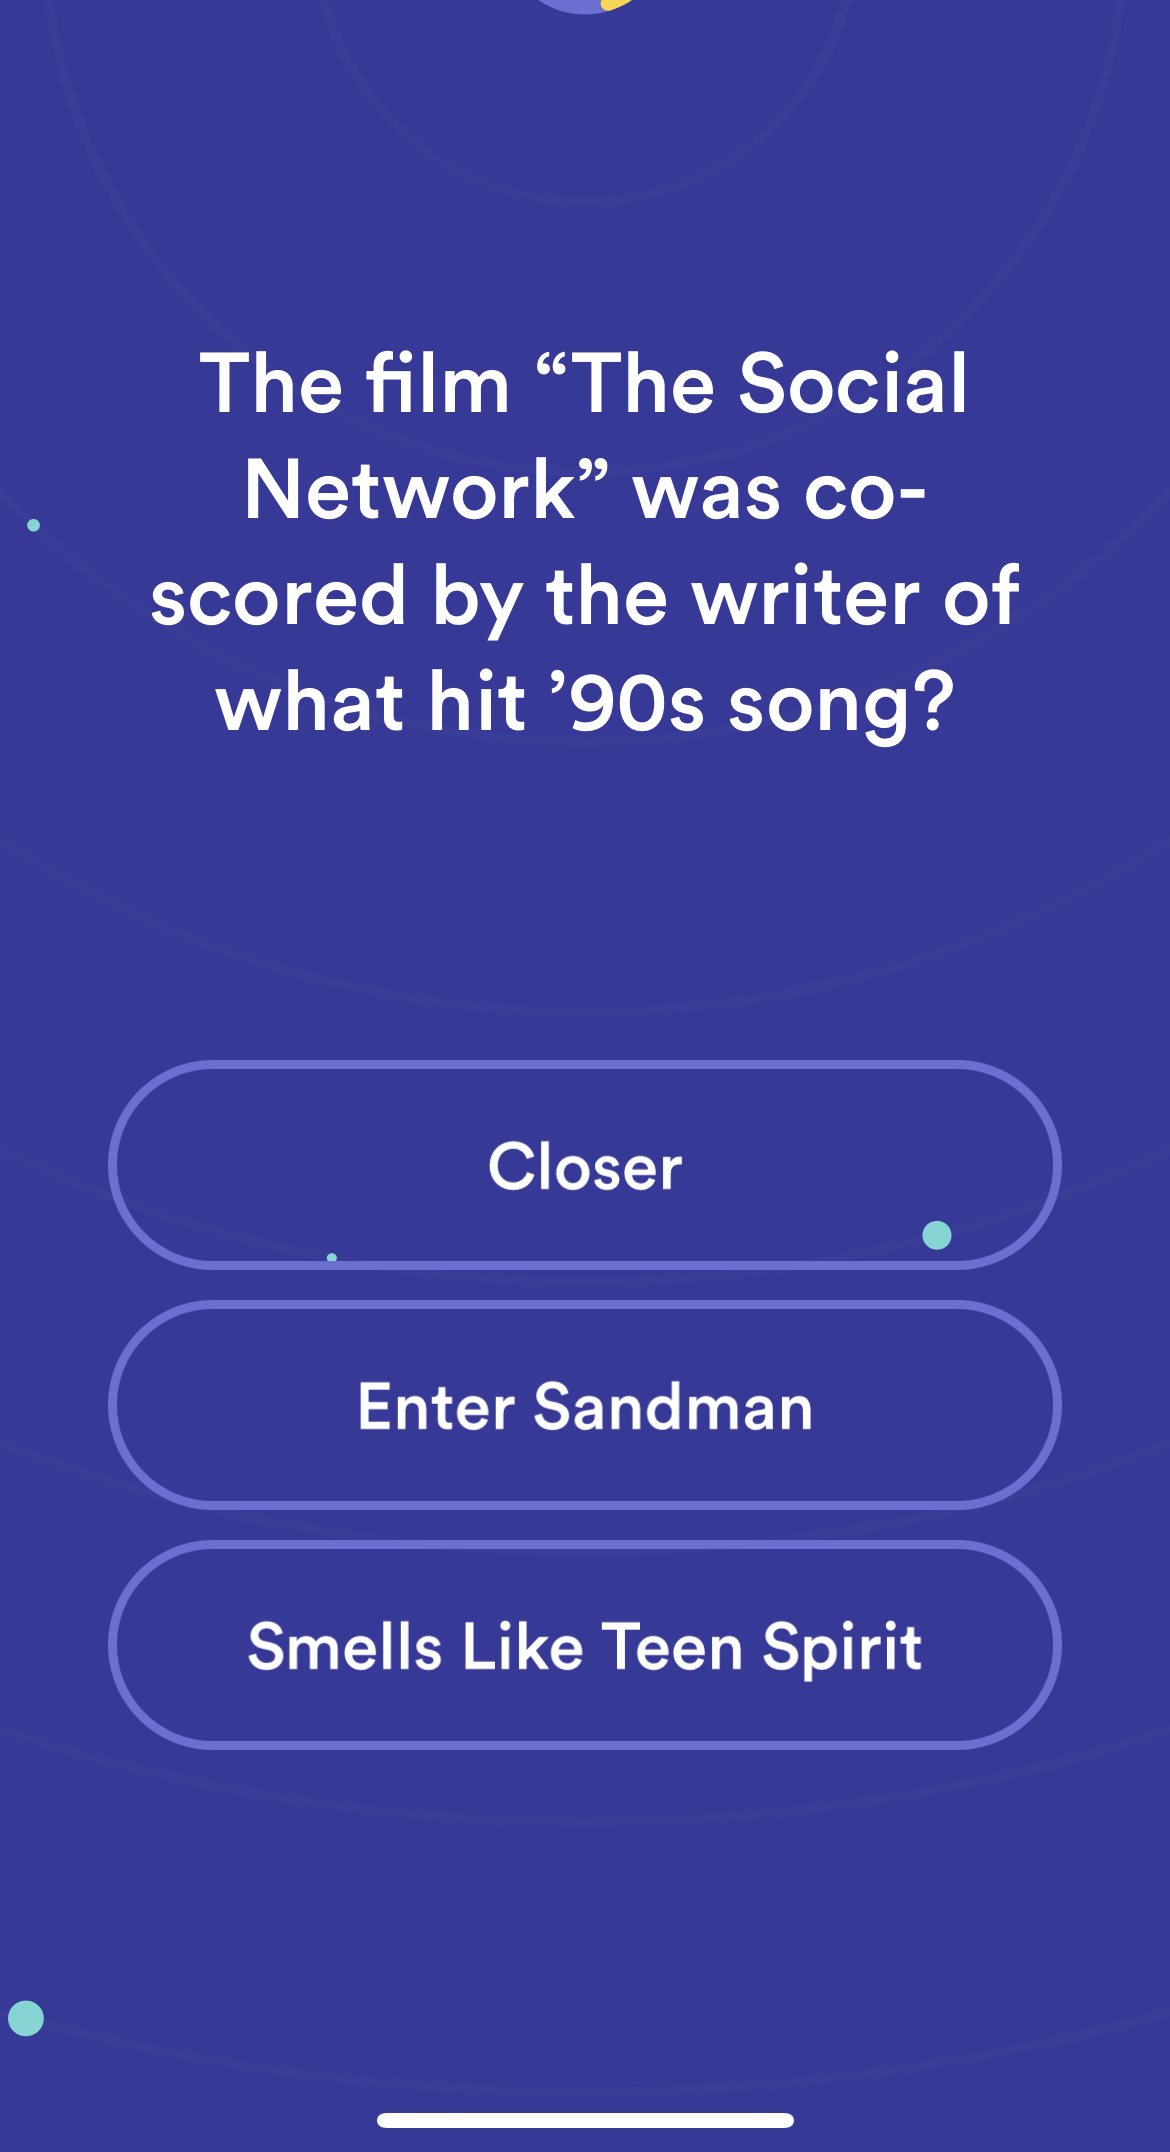 The film “The Social
Network” was co-
scored by the writer of
what hit ’90s song?
Closer
Enter Sandman
Smells Like Teen Spirit